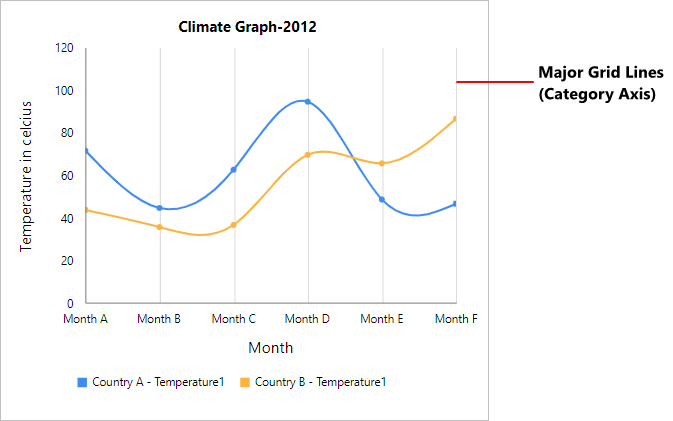 Climate Graph-2012
120
100
80
60
40
20
0
Temperature in celcius
Month A Month B Month C Month D Month E Month F
Month
Country A - Temperature1 Country B - Temperature1
Major Grid Lines
(Category Axis)